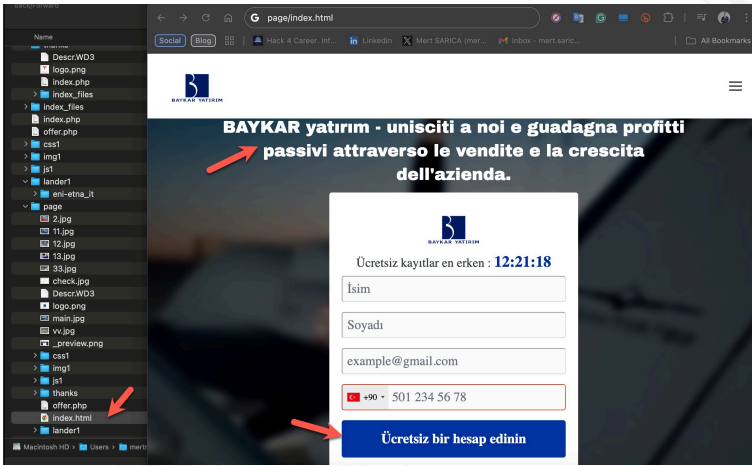 Back/Forward
Name
thanks
Descr.WD3
logo.png
index.php
index_files
index_files
index.php
offer.php
css1
img1
js1
lander1
eni-etna_it
page
2.jpg
11.jpg
12.jpg
13.jpg
33.jpg
check.jpg
Descr.WD3
logo.png
main.jpg
vv.jpg
_preview.png
css1
img1
js1
thanks
offer.php
index.html
lander1
Macintosh HD › Users › merts
page/index.html
Social Blog Hack 4 Career. Inf... LinkedIn Mert SARICA (mer... Inbox - mert.saric... All Bookmarks
BAYKAR YATIRIM
BAYKAR yatırım - unisciti a noi e guadagna profitti
passivi attraverso le vendite e la crescita
dell'azienda.
BAYKAR YATIRIM
Ücretsiz kayıtlar en erken : 12:21:18
İsim
Soyadı
example@gmail.com
+90 501 234 56 78
Ücretsiz bir hesap edinin